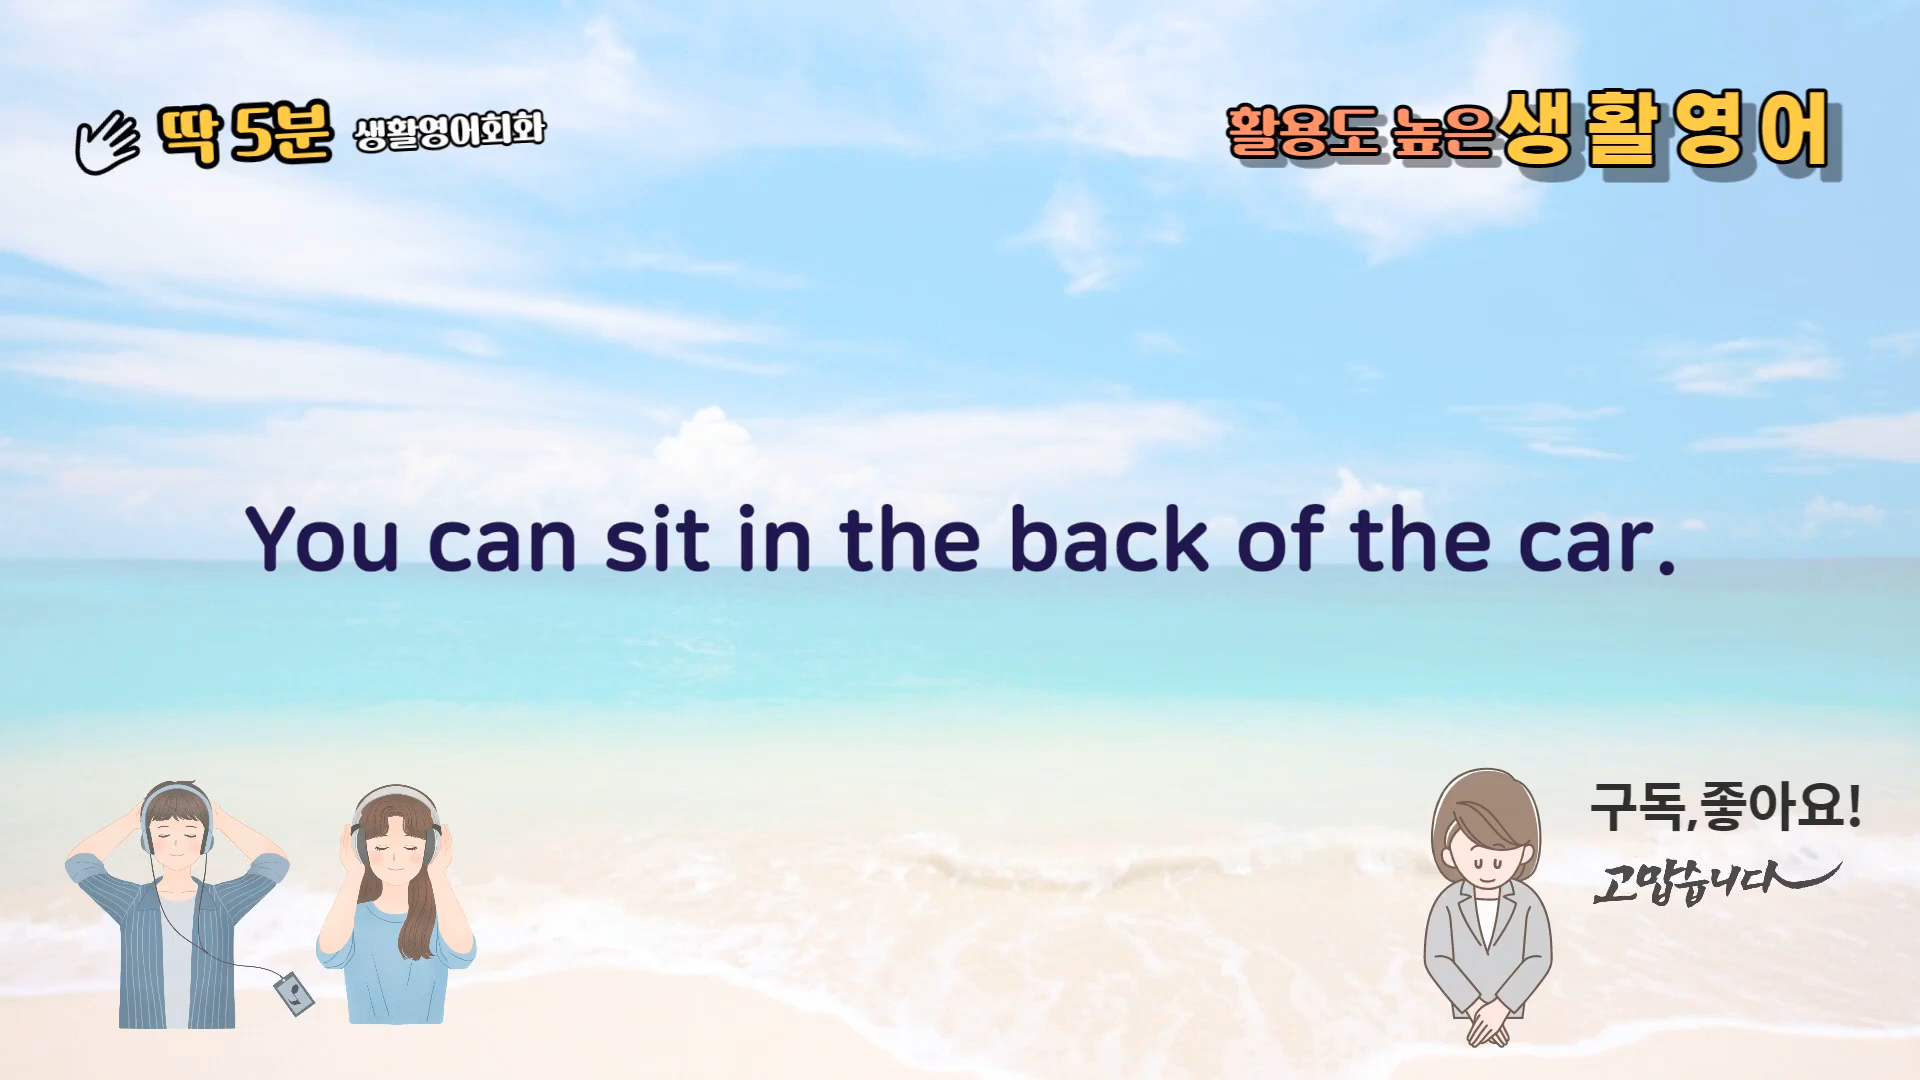 딱 5분 생활영어회화
활용도 높은 생활영어
You can sit in the back of the car.
구독,좋아요!
고맙습니다